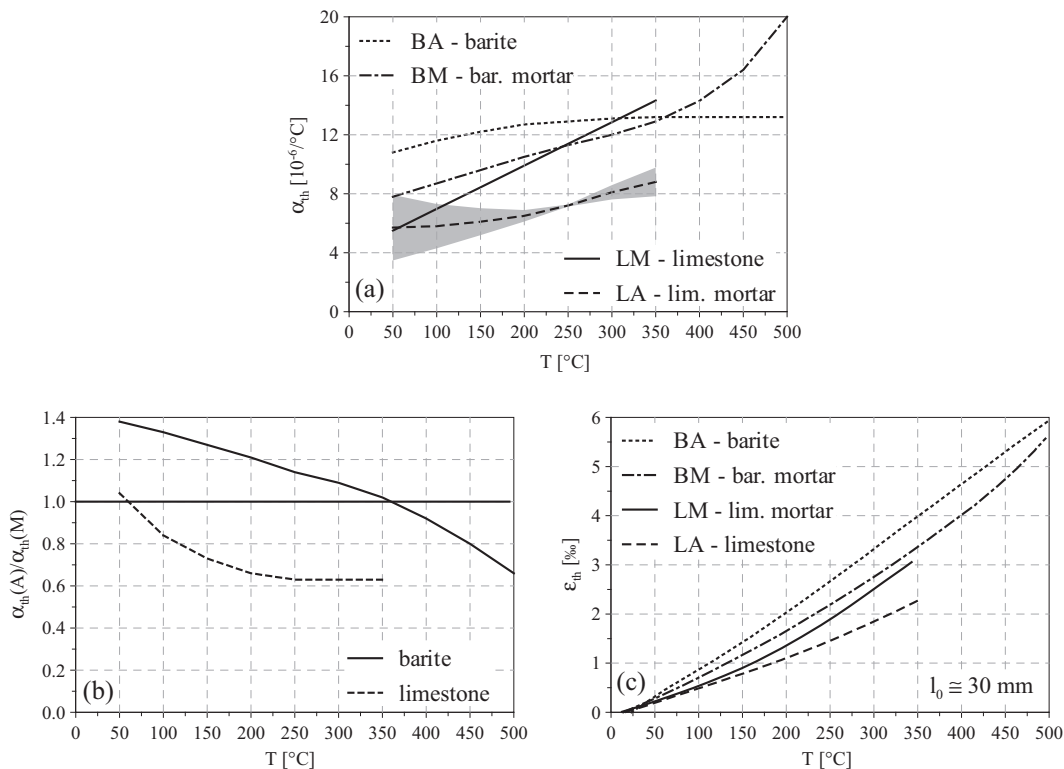 20
16
12
8
4
0
α_th [10⁻⁶/°C]
BA - barite
BM - bar. mortar
LM - limestone
LA - lim. mortar
(a)
0 50 100 150 200 250 300 350 400 450 500
T [°C]
1.4
1.2
1.0
0.8
0.6
0.4
0.2
0.0
α_th(A)/α_th(M)
barite
limestone
(b)
0 50 100 150 200 250 300 350 400 450 500
T [°C]
6
5
4
3
2
1
0
ε_th [‰]
BA - barite
BM - bar. mortar
LM - lim. mortar
LA - limestone
(c)
l₀ ≅ 30 mm
0 50 100 150 200 250 300 350 400 450 500
T [°C]